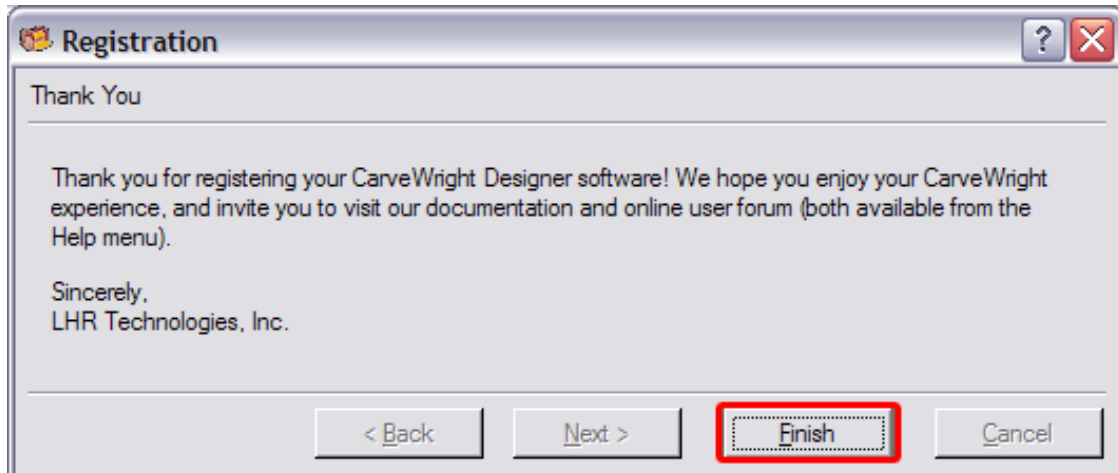 Registration
Thank You
Thank you for registering your CarveWright Designer software! We hope you enjoy your CarveWright
experience, and invite you to visit our documentation and online user forum (both available from the
Help menu).
Sincerely,
LHR Technologies, Inc.
< Back
Next >
Finish
Cancel